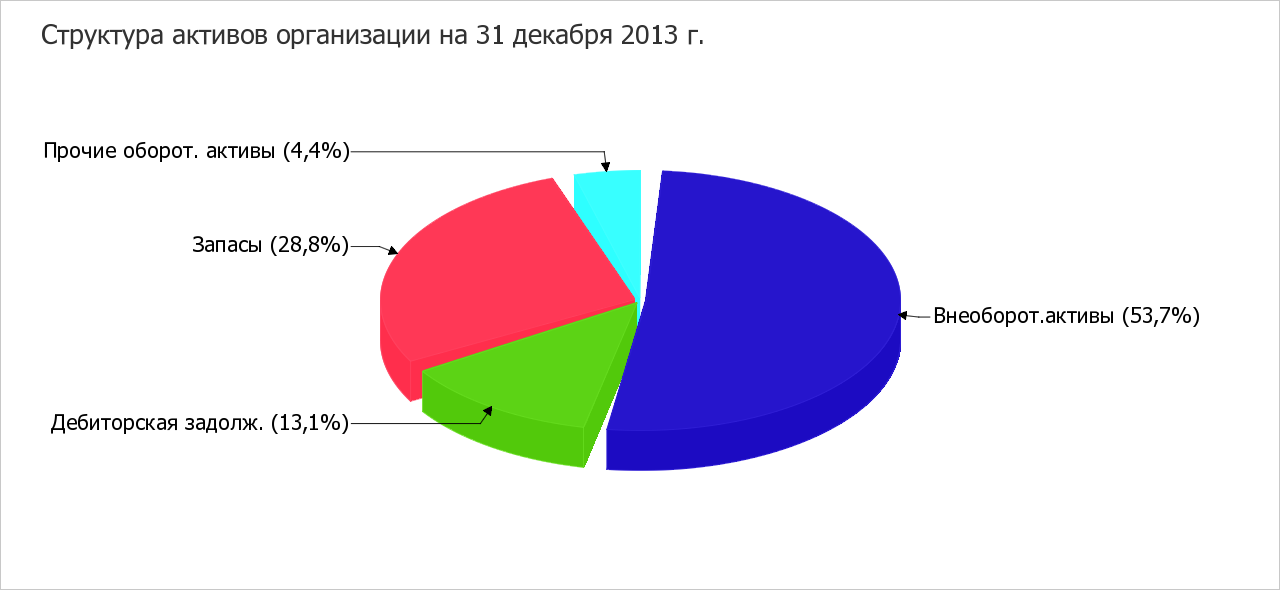 Структура активов организации на 31 декабря 2013 г.
Прочие оборот. активы (4,4%)
Запасы (28,8%)
Внеоборот.активы (53,7%)
Дебиторская задолж. (13,1%)